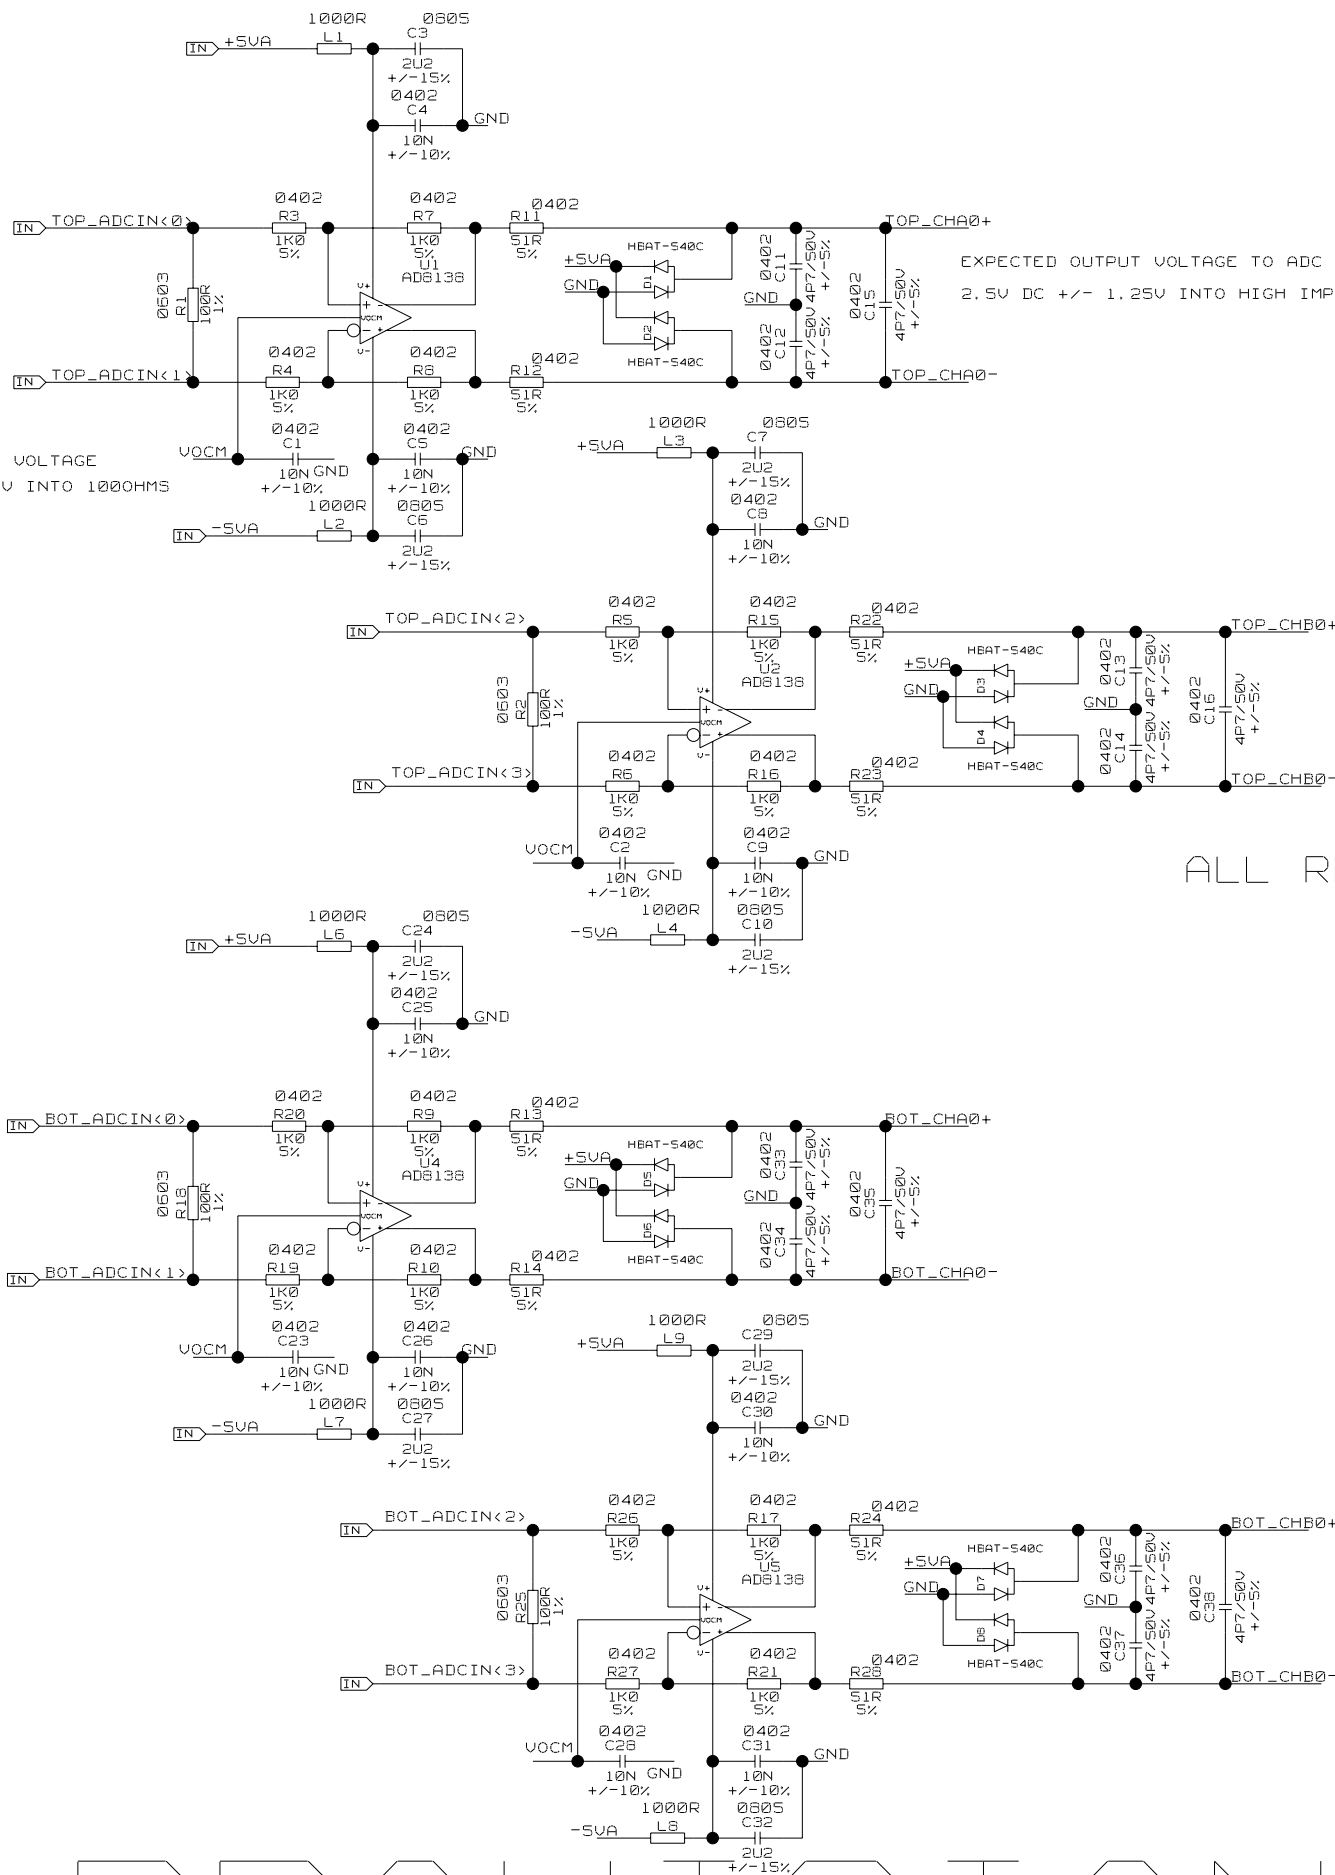 1000R 0805
IN +5VA L1 C3
2U2
+/-15%
0402
C4 GND
10N
+/-10%
0402 0402 0402
IN TOP_ADCIN<0> R3 R7 R11 TOP_CHA0+
1K0 1K0 51R
5% 5% 5%
U1
AD8138
HBAT-540C
+5VA
GND
D1
D2
HBAT-540C
0603
R1
100R
1%
V+
VOCM
V-
0402
C11
4P7/50V
+/-5%
GND
0402
C12
4P7/50V
+/-5%
0402
C15
4P7/50V
+/-5%
EXPECTED OUTPUT VOLTAGE TO ADC
2.5V DC +/- 1.25V INTO HIGH IMP
0402 0402 0402
IN TOP_ADCIN<1> R4 R8 R12 TOP_CHA0-
1K0 1K0 51R
5% 5% 5%
0402 0402
VOCM C1 C5 GND
10N GND 10N
+/-10% +/-10%
VOLTAGE
V INTO 100OHMS
1000R 0805
IN -5VA L2 C6
2U2
+/-15%
1000R 0805
+5VA L3 C7
2U2
+/-15%
0402
C8 GND
10N
+/-10%
0402 0402 0402
IN TOP_ADCIN<2> R5 R15 R22 TOP_CHB0+
1K0 1K0 51R
5% 5% 5%
U2
AD8138
HBAT-540C
+5VA
GND
D3
D4
HBAT-540C
0603
R2
100R
1%
V+
VOCM
V-
0402
C13
4P7/50V
+/-5%
GND
0402
C14
4P7/50V
+/-5%
0402
C16
4P7/50V
+/-5%
0402 0402 0402
IN TOP_ADCIN<3> R6 R16 R23 TOP_CHB0-
1K0 1K0 51R
5% 5% 5%
0402 0402
VOCM C2 C9 GND
10N GND 10N
+/-10% +/-10%
ALL R
1000R 0805
-5VA L4 C10
2U2
+/-15%
1000R 0805
IN +5VA L6 C24
2U2
+/-15%
0402
C25 GND
10N
+/-10%
0402 0402 0402
IN BOT_ADCIN<0> R20 R9 R13 BOT_CHA0+
1K0 1K0 51R
5% 5% 5%
U4
AD8138
HBAT-540C
+5VA
GND
D5
D6
HBAT-540C
0603
R18
100R
1%
V+
VOCM
V-
0402
C33
4P7/50V
+/-5%
GND
0402
C34
4P7/50V
+/-5%
0402
C35
4P7/50V
+/-5%
0402 0402 0402
IN BOT_ADCIN<1> R19 R10 R14 BOT_CHA0-
1K0 1K0 51R
5% 5% 5%
0402 0402
VOCM C23 C26 GND
10N GND 10N
+/-10% +/-10%
1000R 0805
IN -5VA L7 C27
2U2
+/-15%
1000R 0805
+5VA L9 C29
2U2
+/-15%
0402
C30 GND
10N
+/-10%
0402 0402 0402
IN BOT_ADCIN<2> R26 R17 R24 BOT_CHB0+
1K0 1K0 51R
5% 5% 5%
U5
AD8138
HBAT-540C
+5VA
GND
D7
D8
HBAT-540C
0603
R25
100R
1%
V+
VOCM
V-
0402
C36
4P7/50V
+/-5%
GND
0402
C37
4P7/50V
+/-5%
0402
C38
4P7/50V
+/-5%
0402 0402 0402
IN BOT_ADCIN<3> R27 R21 R28 BOT_CHB0-
1K0 1K0 51R
5% 5% 5%
0402 0402
VOCM C28 C31 GND
10N GND 10N
+/-10% +/-10%
1000R 0805
-5VA L8 C32
2U2
+/-15%